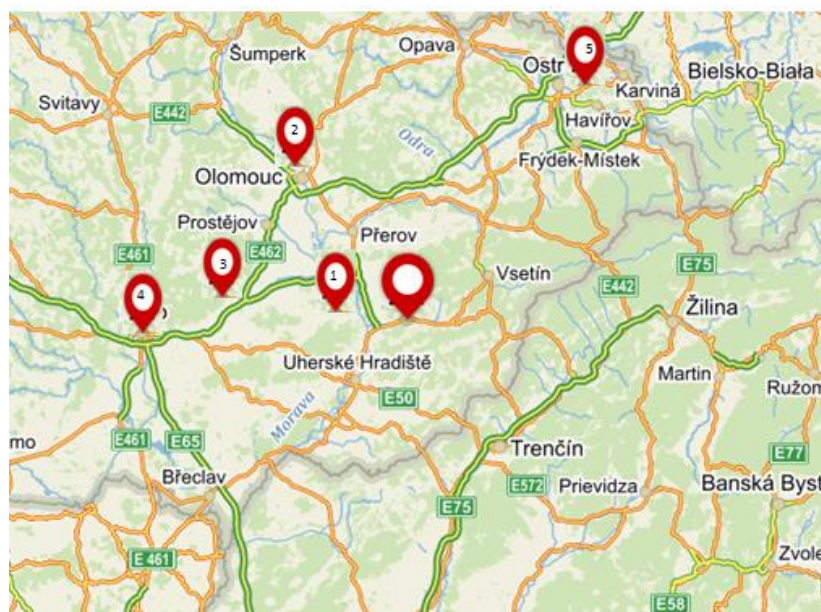 Šumperk
Opava
Ostr
5
Karviná
Bielsko-Biała
Svitavy
E442
Havířov
2
Odra
Frýdek-Místek
Olomouc
Prostějov
Přerov
E461
E462
3
1
Vsetín
E442
E75
4
Žilina
Uherské Hradiště
Martin
Ružom
E50
Morava
mo
E461
E65
Trenčín
E77
Břeclav
E572
Prievidza
Banská Byst
E75
E 461
Zvole
E58